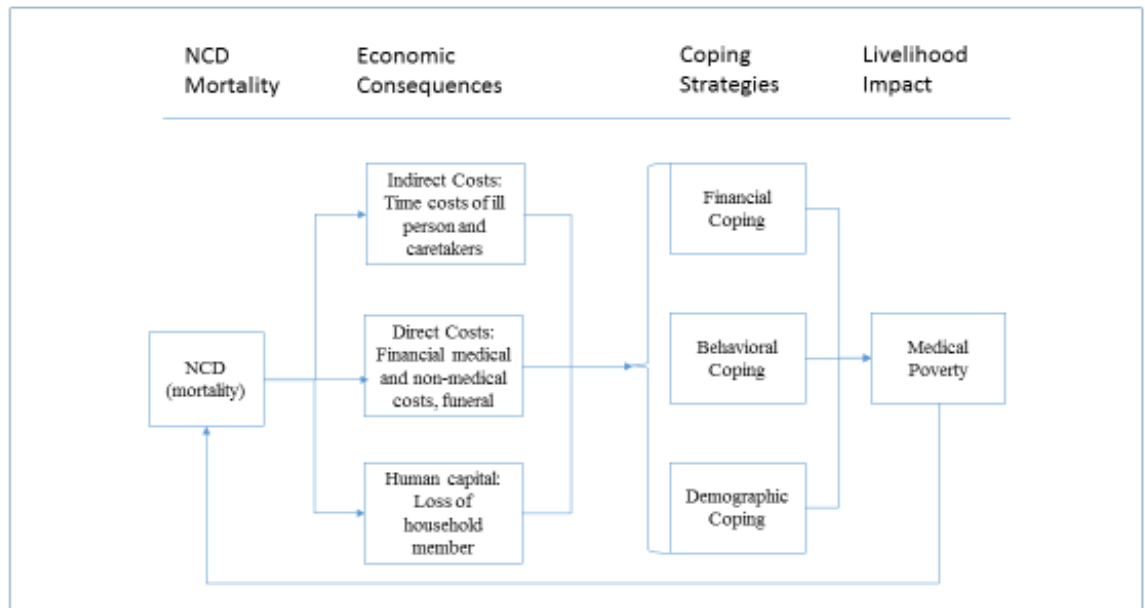 NCD
Mortality
Economic
Consequences
Coping
Strategies
Livelihood
Impact
NCD
(mortality)
Indirect Costs:
Time costs of ill
person and
caretakers
Direct Costs:
Financial medical
and non-medical
costs, funeral
Human capital:
Loss of
household
member
Financial
Coping
Behavioral
Coping
Demographic
Coping
Medical
Poverty